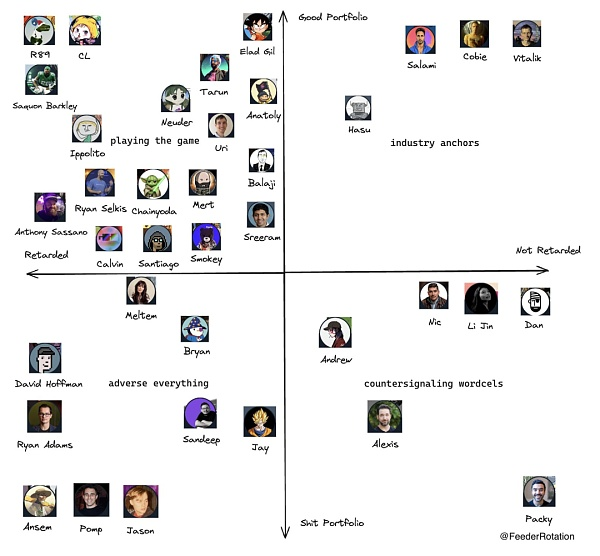 Good Portfolio
R89
CL
Elad Gil
Salami
Cobie
Vitalik
Saquon Barkley
Tarun
Anatoly
Neuder
Hasu
Ippolito
playing the game
Uri
industry anchors
Balaji
Ryan Selkis
Chainyoda
Mert
Anthony Sassano
Sreeram
Calvin
Santiago
Smokey
Retarded
Not Retarded
Meltem
Nic
Li Jin
Dan
Bryan
Andrew
David Hoffman
adverse everything
countersignaling wordcels
Ryan Adams
Sandeep
Jay
Alexis
Ansem
Pomp
Jason
Shit Portfolio
Packy
@FeederRotation